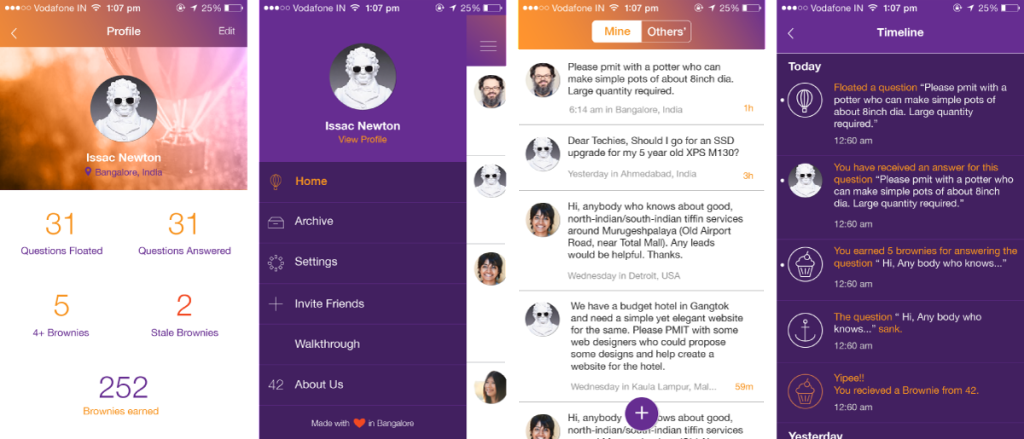 Vodafone IN 1:07 pm 25%
Profile Edit
Issac Newton
Bangalore, India
31 31
Questions Floated Questions Answered
5 2
4+ Brownies Stale Brownies
252
Brownies earned
Vodafone IN 1:07 pm 25%
Issac Newton
View Profile
Home
Archive
Settings
Invite Friends
Walkthrough
42 About Us
Made with ❤ in Bangalore
Vodafone IN 1:07 pm 25%
Mine Others'
Please pmit with a potter who can
make simple pots of about 8inch dia.
Large quantity required.
6:14 am in Bangalore, India 1h
Dear Techies, Should I go for an SSD
upgrade for my 5 year old XPS M130?
Yesterday in Ahmedabad, India 3h
Hi, anybody who knows about good,
north-indian/south-indian tiffin services
around Murugeshpalaya (Old Airport
Road, near Total Mall). Any leads
would be helpful. Thanks.
Wednesday in Detroit, USA
We have a budget hotel in Gangtok
and need a simple yet elegant website
for the same. Please PMIT with some
web designers who could propose
some designs and help create a
website for the hotel.
Wednesday in Kaula Lampur, Mal... 59m
+
Hi, anybody who knows about good,
north-indian/south-indian tiffin services
Vodafone IN 1:07 pm 25%
Timeline
Today
Floated a question “Please pmit with a
potter who can make simple pots of
about 8inch dia. Large quantity
required.”
12:60 am
You have received an answer for this
question “Please pmit with a potter who
can make simple pots of about 8inch
dia. Large quantity required.”
12:60 am
You earned 5 brownies for answering the
question “ Hi, Any body who knows...”
12:60 am
The question “ Hi, Any body who
knows...” sank.
12:60 am
Yipee!!
You recieved a Brownie from 42.
12:60 am
Yesterday